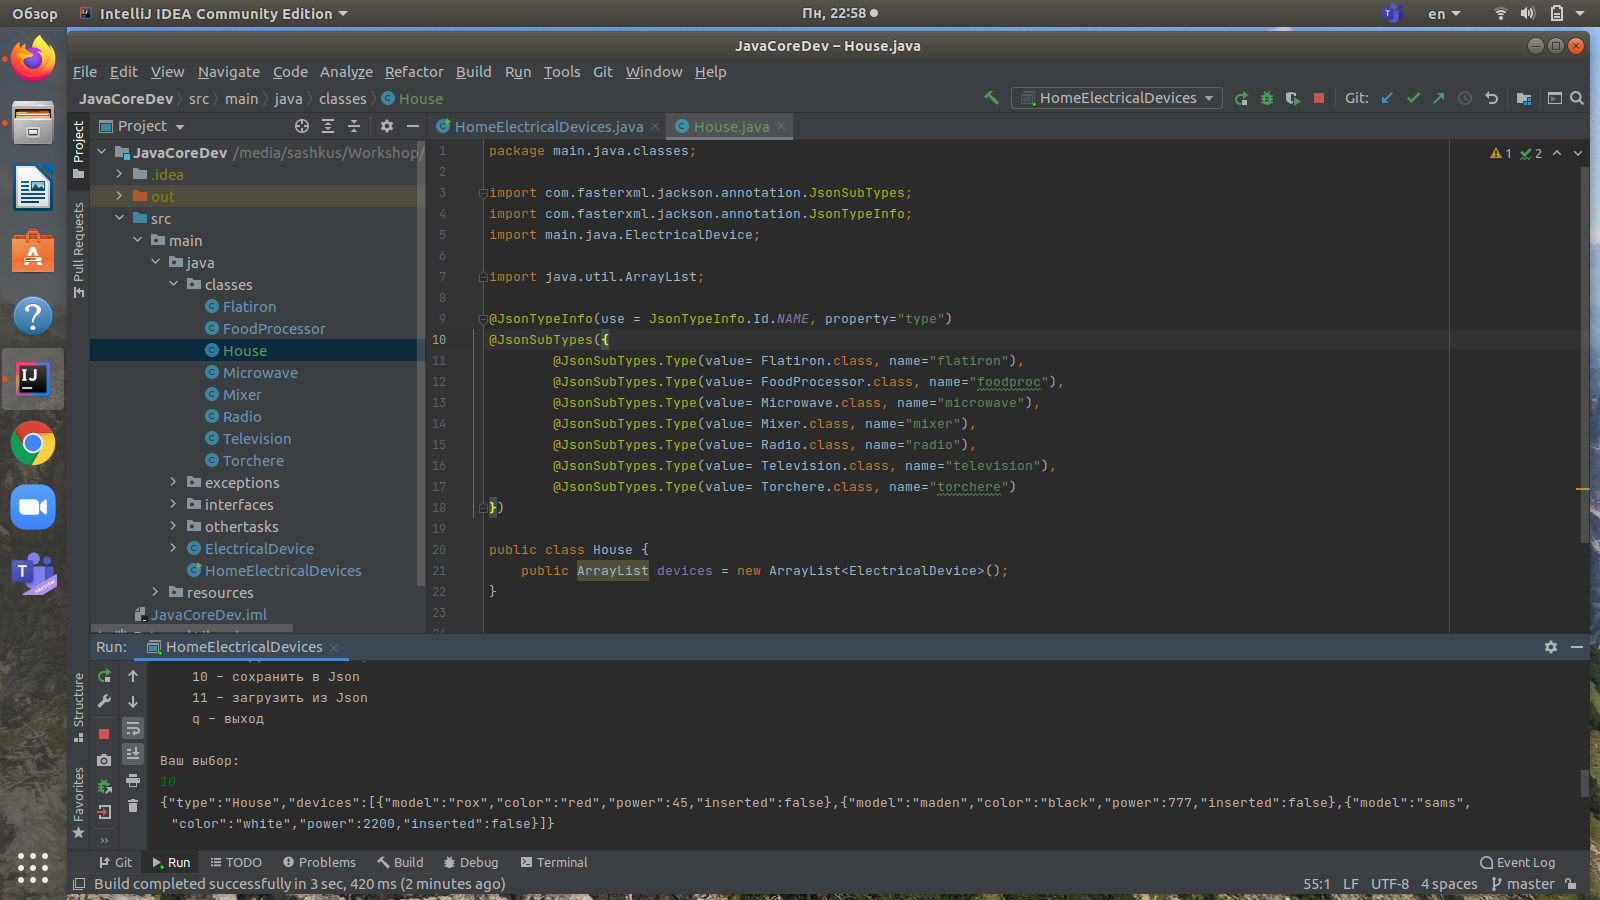 Обзор IntelliJ IDEA Community Edition Пн, 22:58 en
JavaCoreDev – House.java
File Edit View Navigate Code Analyze Refactor Build Run Tools Git Window Help
JavaCoreDev src main java classes House HomeElectricalDevices Git:
Project
Pull Requests
Structure
Favorites
Project
JavaCoreDev /media/sashkus/Workshop/
.idea
out
src
main
java
classes
Flatiron
FoodProcessor
House
Microwave
Mixer
Radio
Television
Torchere
exceptions
interfaces
othertasks
ElectricalDevice
HomeElectricalDevices
resources
JavaCoreDev.iml
HomeElectricalDevices.java House.java
1 2
1 package main.java.classes;
2
3 import com.fasterxml.jackson.annotation.JsonSubTypes;
4 import com.fasterxml.jackson.annotation.JsonTypeInfo;
5 import main.java.ElectricalDevice;
6
7 import java.util.ArrayList;
8
9 @JsonTypeInfo(use = JsonTypeInfo.Id.NAME, property="type")
10 @JsonSubTypes({
11 @JsonSubTypes.Type(value= Flatiron.class, name="flatiron"),
12 @JsonSubTypes.Type(value= FoodProcessor.class, name="foodproc"),
13 @JsonSubTypes.Type(value= Microwave.class, name="microwave"),
14 @JsonSubTypes.Type(value= Mixer.class, name="mixer"),
15 @JsonSubTypes.Type(value= Radio.class, name="radio"),
16 @JsonSubTypes.Type(value= Television.class, name="television"),
17 @JsonSubTypes.Type(value= Torchere.class, name="torchere")
18 })
19
20 public class House {
21 public ArrayList devices = new ArrayList<ElectricalDevice>();
22 }
23
Run: HomeElectricalDevices
10 – сохранить в Json
11 – загрузить из Json
q – выход
Ваш выбор:
10
{"type":"House","devices":[{"model":"rox","color":"red","power":45,"inserted":false},{"model":"maden","color":"black","power":777,"inserted":false},{"model":"sams",
"color":"white","power":2200,"inserted":false}]}
Git Run TODO Problems Build Debug Terminal Event Log
Build completed successfully in 3 sec, 420 ms (2 minutes ago) 55:1 LF UTF-8 4 spaces master